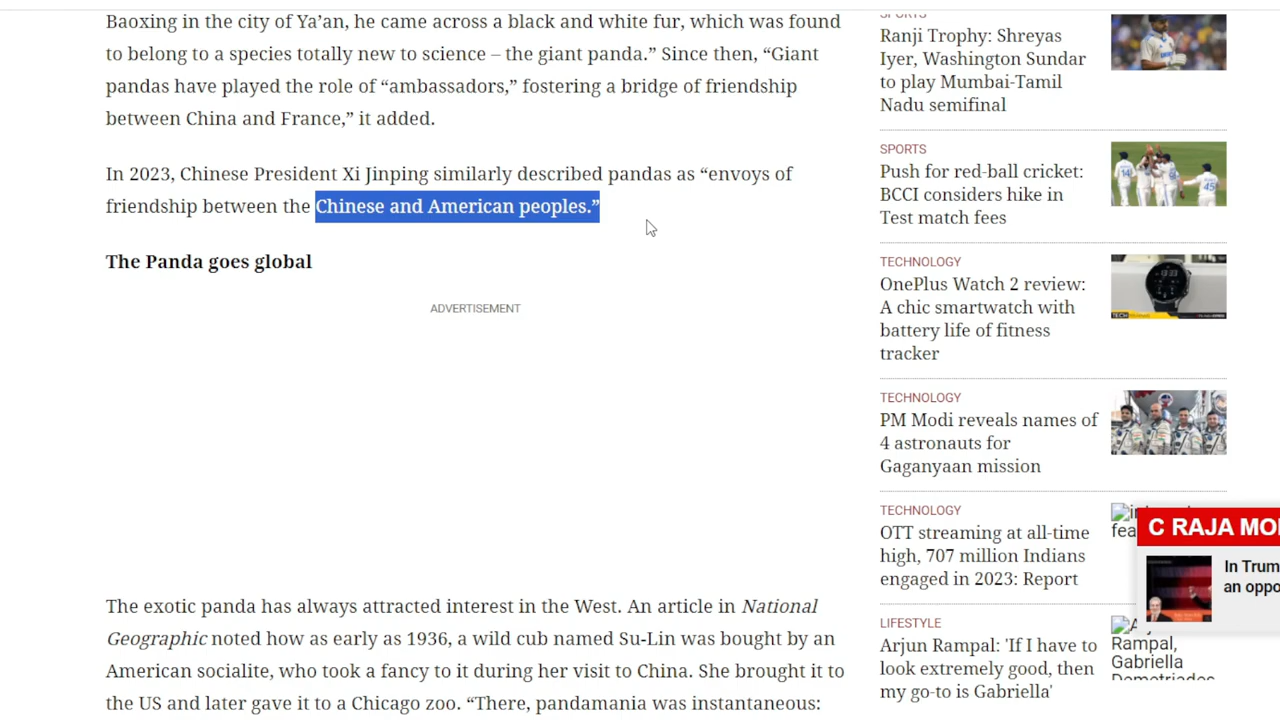 Baoxing in the city of Ya’an, he came across a black and white fur, which was found
to belong to a species totally new to science – the giant panda.” Since then, “Giant
pandas have played the role of “ambassadors,” fostering a bridge of friendship
between China and France,” it added.
In 2023, Chinese President Xi Jinping similarly described pandas as “envoys of
friendship between the Chinese and American peoples.”
The Panda goes global
ADVERTISEMENT
The exotic panda has always attracted interest in the West. An article in National
Geographic noted how as early as 1936, a wild cub named Su-Lin was bought by an
American socialite, who took a fancy to it during her visit to China. She brought it to
the US and later gave it to a Chicago zoo. “There, pandamania was instantaneous:
SPORTS
Ranji Trophy: Shreyas
Iyer, Washington Sundar
to play Mumbai-Tamil
Nadu semifinal
SPORTS
Push for red-ball cricket:
BCCI considers hike in
Test match fees
TECHNOLOGY
OnePlus Watch 2 review:
A chic smartwatch with
battery life of fitness
tracker
TECHNOLOGY
PM Modi reveals names of
4 astronauts for
Gaganyaan mission
TECHNOLOGY
OTT streaming at all-time
high, 707 million Indians
engaged in 2023: Report
LIFESTYLE
Arjun Rampal: 'If I have to
look extremely good, then
my go-to is Gabriella'
Rampal,
Gabriella
Demetriades
C RAJA MO
In Trum
an oppo